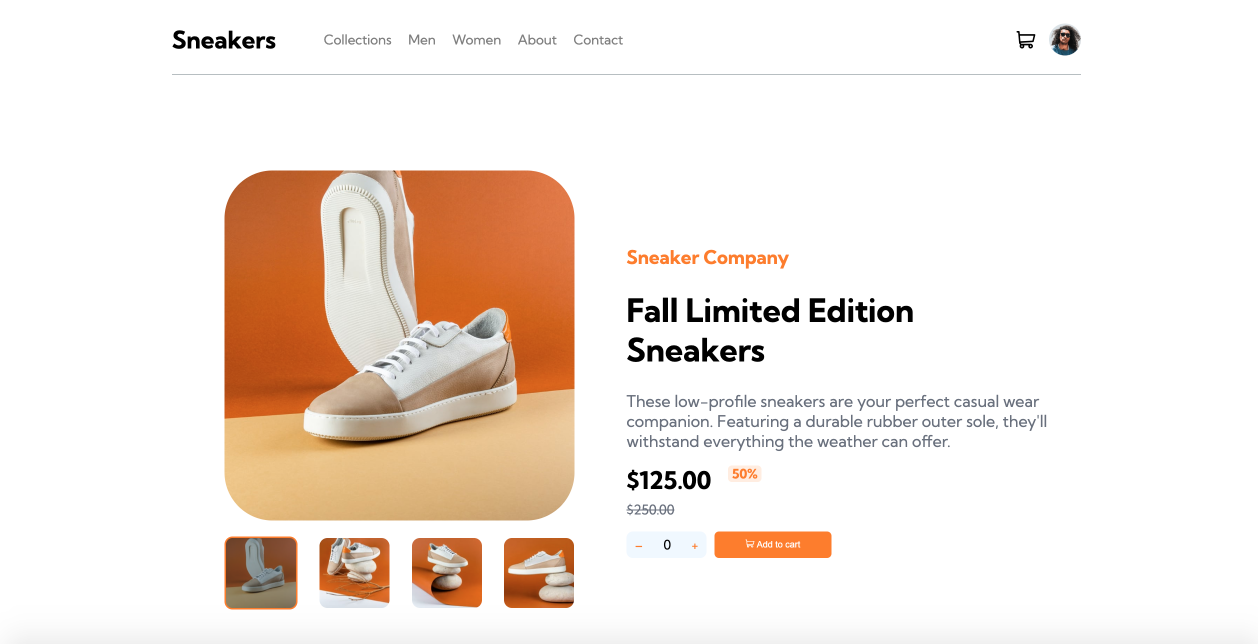 Sneakers
Collections Men Women About Contact
Sneaker Company
Fall Limited Edition
Sneakers
These low-profile sneakers are your perfect casual wear
companion. Featuring a durable rubber outer sole, they'll
withstand everything the weather can offer.
$125.00 50%
$250.00
− 0 + Add to cart